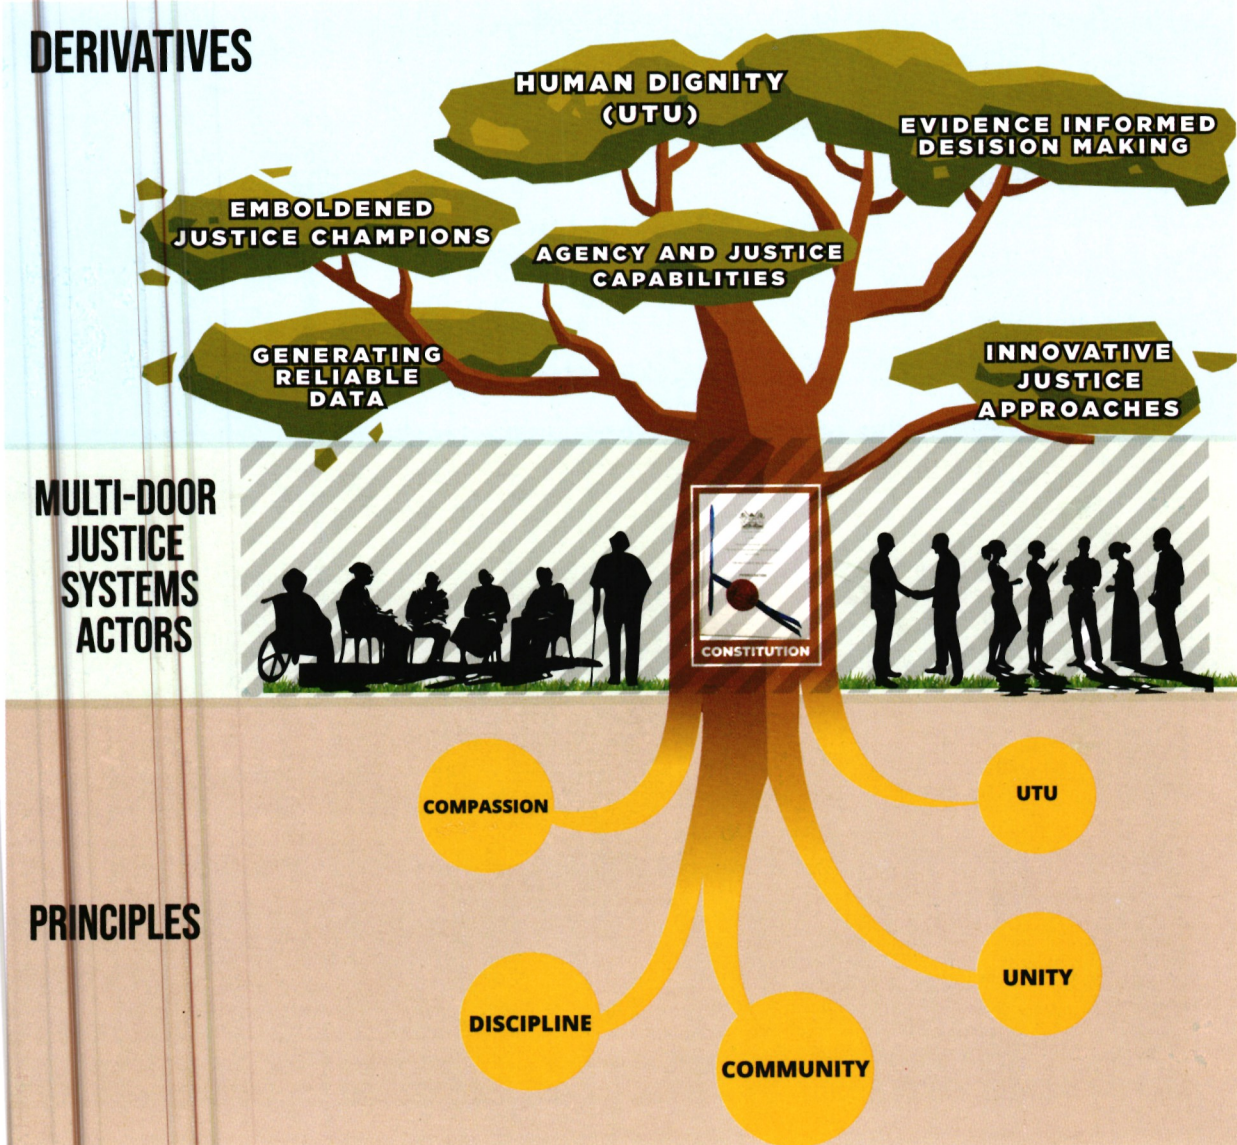 DERIVATIVES
HUMAN DIGNITY
(UTU)
EVIDENCE INFORMED
DESISION MAKING
EMBOLDENED
JUSTICE CHAMPIONS
AGENCY AND JUSTICE
CAPABILITIES
GENERATING
RELIABLE
DATA
INNOVATIVE
JUSTICE
APPROACHES
MULTI-DOOR
JUSTICE
SYSTEMS
ACTORS
CONSTITUTION
PRINCIPLES
COMPASSION
UTU
DISCIPLINE
UNITY
COMMUNITY